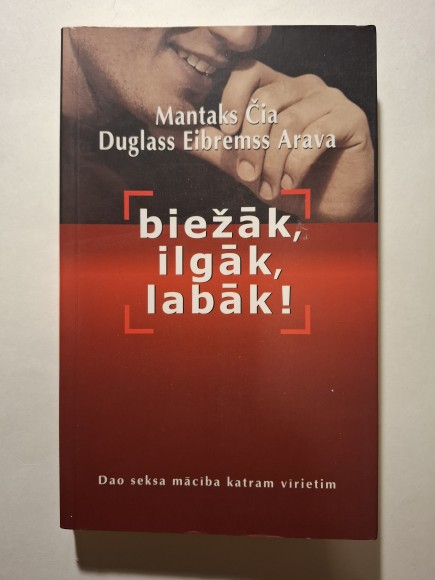 Mantaks Čia
Duglass Eibremss Arava
biežāk,
ilgāk,
labāk!
Dao seksa mācība katram vīrietim